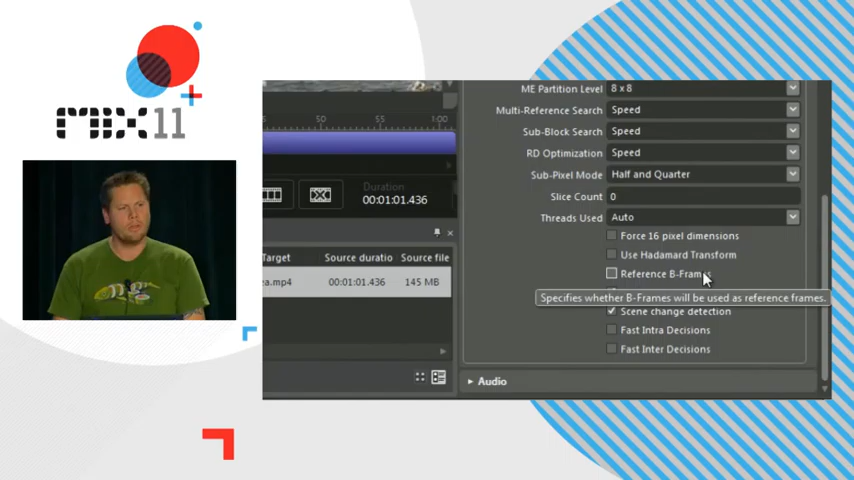 mix11
ME Partition Level 8 x 8
Multi-Reference Search Speed
Sub-Block Search Speed
RD Optimization Speed
Sub-Pixel Mode Half and Quarter
Slice Count 0
Threads Used Auto
Force 16 pixel dimensions
Use Hadamard Transform
Reference B-Frames
Specifies whether B-Frames will be used as reference frames.
Scene change detection
Fast Intra Decisions
Fast Inter Decisions
Audio
50 55 1:00
Duration
00:01:01.436
Target Source duratio Source file
ea.mp4 00:01:01.436 145 MB